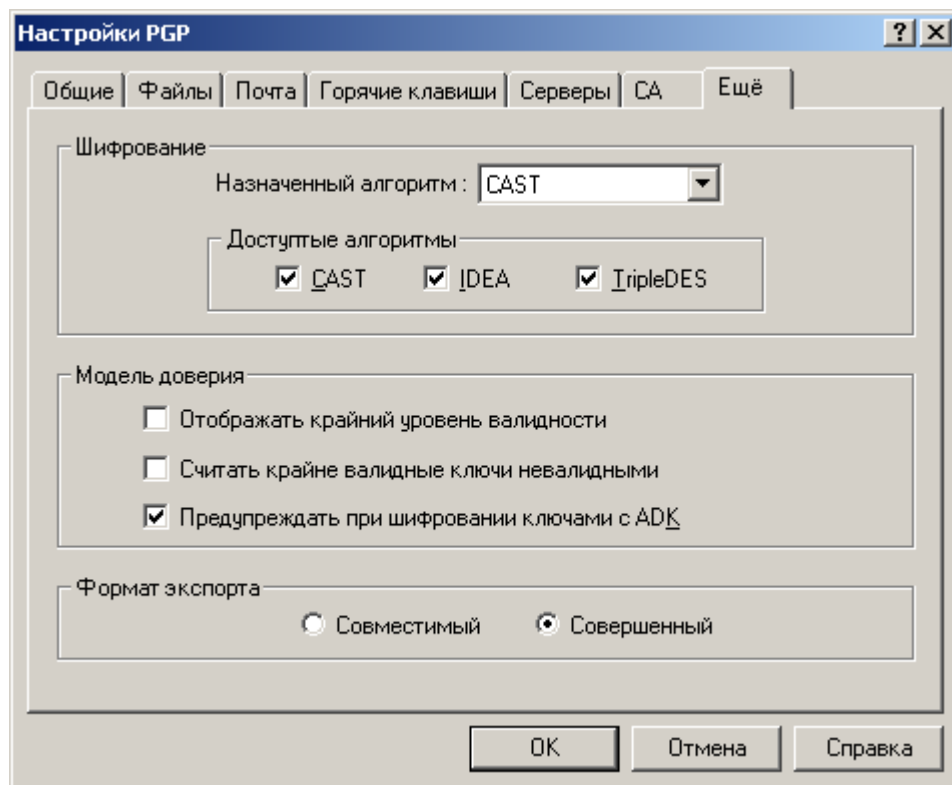 Настройки PGP
Общие Файлы Почта Горячие клавиши Серверы CA Ещё
Шифрование
Назначенный алгоритм : CAST
Доступтые алгоритмы
CAST IDEA TripleDES
Модель доверия
Отображать крайний уровень валидности
Считать крайне валидные ключи невалидными
Предупреждать при шифровании ключами с ADK
Формат экспорта
Совместимый Совершенный
OK Отмена Справка